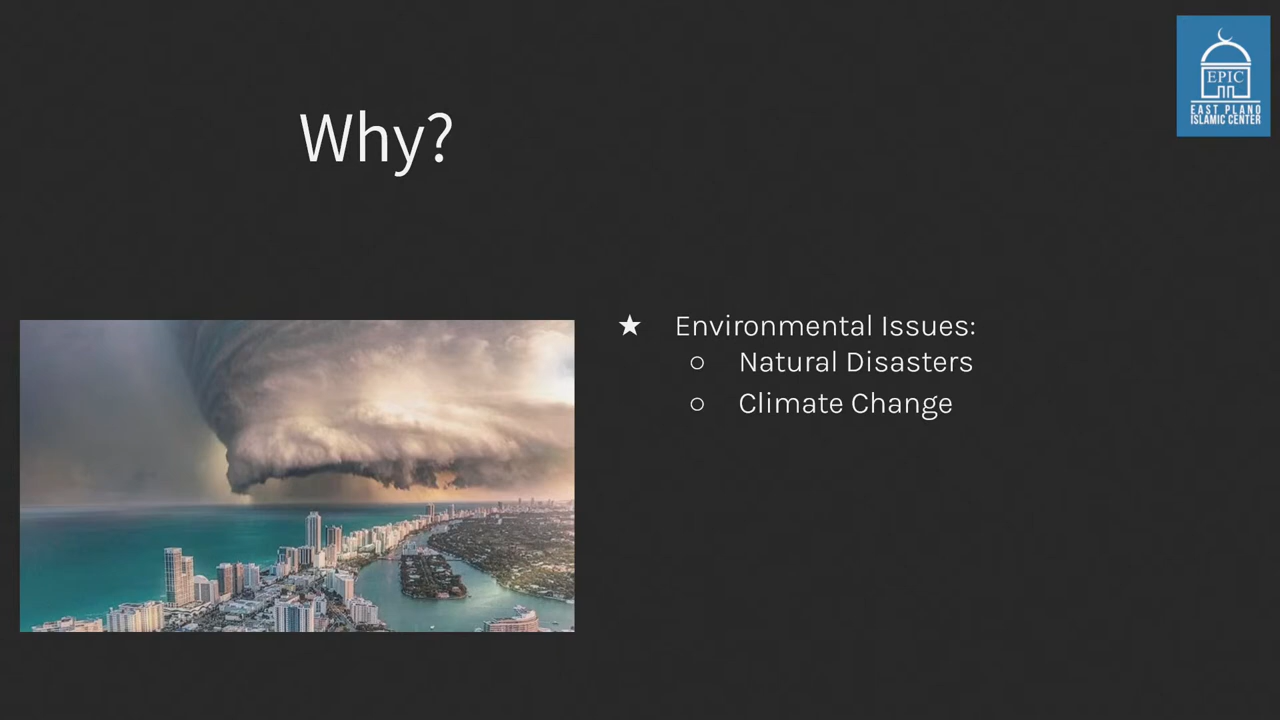 EPIC
EAST PLANO
ISLAMIC CENTER
Why?
★ Environmental Issues:
○ Natural Disasters
○ Climate Change